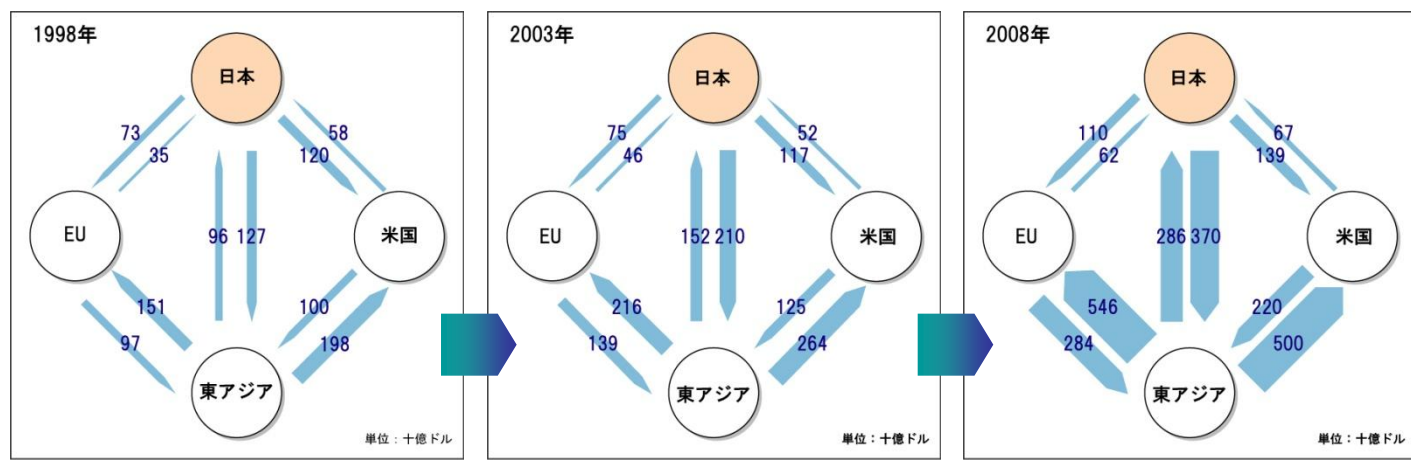 1998年
日本
73
35
58
120
EU
96
127
米国
151
97
100
198
東アジア
単位：十億ドル
2003年
日本
75
46
52
117
EU
152
210
米国
216
139
125
264
東アジア
単位：十億ドル
2008年
日本
110
62
67
139
EU
286
370
米国
546
284
220
500
東アジア
単位：十億ドル